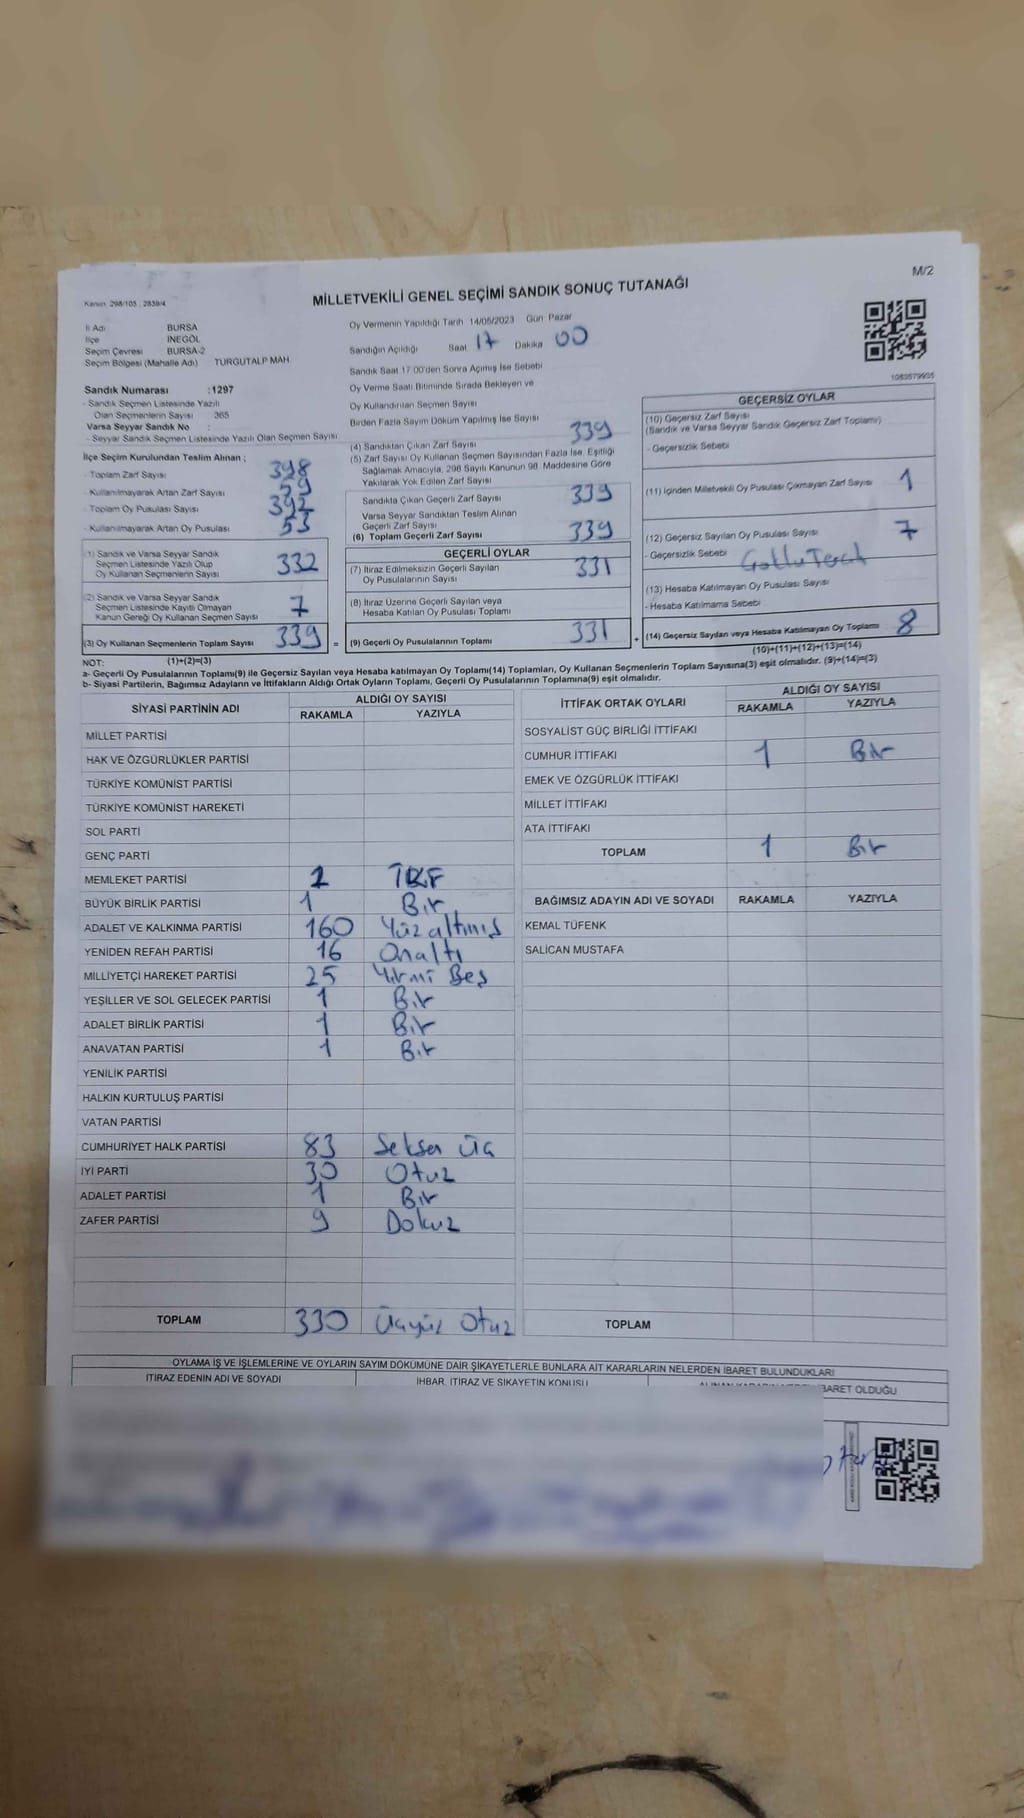 M/2
MİLLETVEKİLİ GENEL SEÇİMİ SANDIK SONUÇ TUTANAĞI
Kanun: 298/105 ; 2839/4
İl Adı BURSA
İlçe İNEGÖL
Seçim Çevresi BURSA-2
Seçim Bölgesi (Mahalle Adı) TURGUTALP MAH.
Sandık Numarası :1297
- Sandık Seçmen Listesinde Yazılı
Olan Seçmenlerin Sayısı : 365
Varsa Seyyar Sandık No :
- Seyyar Sandık Seçmen Listesinde Yazılı Olan Seçmen Sayısı:
İlçe Seçim Kurulundan Teslim Alınan ;
- Toplam Zarf Sayısı 398
- Kullanılmayarak Artan Zarf Sayısı 59
- Toplam Oy Pusulası Sayısı 392
- Kullanılmayarak Artan Oy Pusulası 53
(1) Sandık ve Varsa Seyyar Sandık
Seçmen Listesinde Yazılı Olup
Oy Kullanan Seçmenlerin Sayısı 332
(2) Sandık ve Varsa Seyyar Sandık
Seçmen Listesinde Kayıtlı Olmayan
Kanun Gereği Oy Kullanan Seçmen Sayısı 7
(3) Oy Kullanan Seçmenlerin Toplam Sayısı 339 =
(1)+(2)=(3)
Oy Vermenin Yapıldığı Tarih 14/05/2023 Gün Pazar
Sandığın Açıldığı Saat 17 Dakika 00
Sandık Saat 17:00'den Sonra Açılmış İse Sebebi
Oy Verme Saati Bitiminde Sırada Bekleyen ve
Oy Kullandırılan Seçmen Sayısı
Birden Fazla Sayım Döküm Yapılmış İse Sayısı
(4) Sandıktan Çıkan Zarf Sayısı 339
(5) Zarf Sayısı Oy Kullanan Seçmen Sayısından Fazla İse, Eşitliği
Sağlamak Amacıyla, 298 Sayılı Kanunun 98. Maddesine Göre
Yakılarak Yok Edilen Zarf Sayısı
Sandıkta Çıkan Geçerli Zarf Sayısı 339
Varsa Seyyar Sandıktan Teslim Alınan
Geçerli Zarf Sayısı
(6) Toplam Geçerli Zarf Sayısı 339
GEÇERLİ OYLAR
(7) İtiraz Edilmeksizin Geçerli Sayılan
Oy Pusulalarının Sayısı 331
(8) İtiraz Üzerine Geçerli Sayılan veya
Hesaba Katılan Oy Pusulası Toplamı
(9) Geçerli Oy Pusulalarının Toplamı 331 +
1083579935
GEÇERSİZ OYLAR
(10) Geçersiz Zarf Sayısı
(Sandık ve Varsa Seyyar Sandık Geçersiz Zarf Toplamı)
- Geçersizlik Sebebi
(11) İçinden Milletvekili Oy Pusulası Çıkmayan Zarf Sayısı 1
(12) Geçersiz Sayılan Oy Pusulası Sayısı 7
- Geçersizlik Sebebi
(13) Hesaba Katılmayan Oy Pusulası Sayısı
- Hesaba Katılmama Sebebi
(14) Geçersiz Sayılan veya Hesaba Katılmayan Oy Toplamı 8
(10)+(11)+(12)+(13)=(14)
NOT:
a- Geçerli Oy Pusulalarının Toplamı(9) ile Geçersiz Sayılan veya Hesaba katılmayan Oy Toplamı(14) Toplamları, Oy Kullanan Seçmenlerin Toplam Sayısına(3) eşit olmalıdır. (9)+(14)=(3)
b- Siyasi Partilerin, Bağımsız Adayların ve İttifakların Aldığı Ortak Oyların Toplamı, Geçerli Oy Pusulalarının Toplamına(9) eşit olmalıdır.
SİYASİ PARTİNİN ADI ALDIĞI OY SAYISI
RAKAMLA YAZIYLA
MİLLET PARTİSİ
HAK VE ÖZGÜRLÜKLER PARTİSİ
TÜRKİYE KOMÜNİST PARTİSİ
TÜRKİYE KOMÜNİST HAREKETİ
SOL PARTİ
GENÇ PARTİ
MEMLEKET PARTİSİ
BÜYÜK BİRLİK PARTİSİ 1 Bir
ADALET VE KALKINMA PARTİSİ 160 Yüzaltmış
YENİDEN REFAH PARTİSİ 16 Onaltı
MİLLİYETÇİ HAREKET PARTİSİ 25 Yirmi Beş
YEŞİLLER VE SOL GELECEK PARTİSİ 1 Bir
ADALET BİRLİK PARTİSİ 1 Bir
ANAVATAN PARTİSİ 1 Bir
YENİLİK PARTİSİ
HALKIN KURTULUŞ PARTİSİ
VATAN PARTİSİ
CUMHURİYET HALK PARTİSİ 83 Seksen Üç
İYİ PARTİ 30 Otuz
ADALET PARTİSİ 1 Bir
ZAFER PARTİSİ 9 Dokuz
TOPLAM 330 Üçyüz Otuz
İTTİFAK ORTAK OYLARI ALDIĞI OY SAYISI
RAKAMLA YAZIYLA
SOSYALİST GÜÇ BİRLİĞİ İTTİFAKI
CUMHUR İTTİFAKI 1 Bir
EMEK VE ÖZGÜRLÜK İTTİFAKI
MİLLET İTTİFAKI
ATA İTTİFAKI
TOPLAM 1 Bir
BAĞIMSIZ ADAYIN ADI VE SOYADI RAKAMLA YAZIYLA
KEMAL TÜFENK
SALİCAN MUSTAFA
TOPLAM
OYLAMA İŞ VE İŞLEMLERİNE VE OYLARIN SAYIM DÖKÜMÜNE DAİR ŞİKAYETLERLE BUNLARA AİT KARARLARIN NELERDEN İBARET BULUNDUKLARI
İTİRAZ EDENİN ADI VE SOYADI İHBAR, İTİRAZ VE ŞİKAYETİN KONUSU